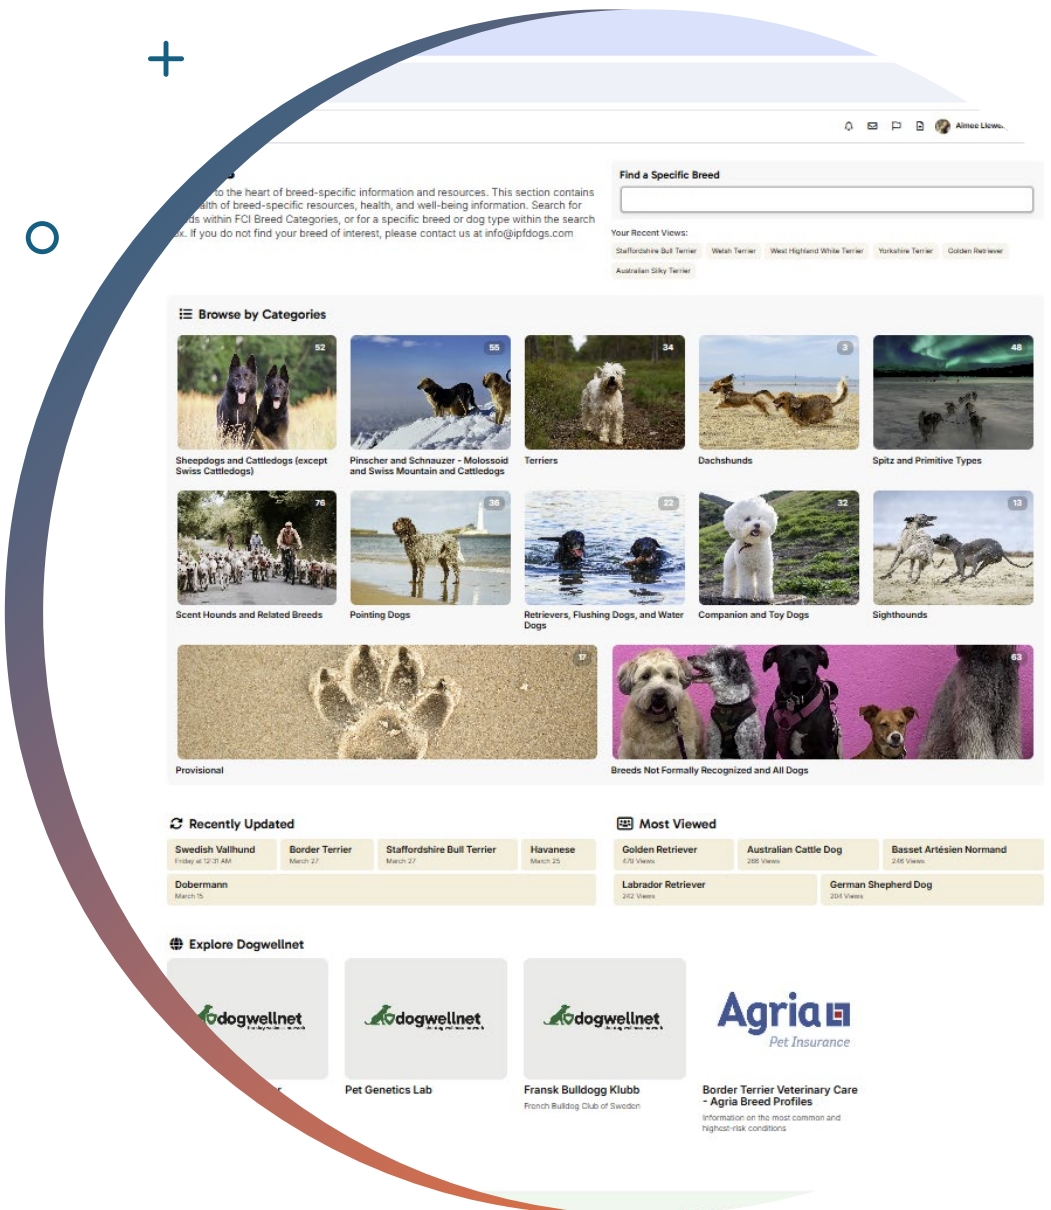 Aimee Llewe
to the heart of breed-specific information and resources. This section contains
of breed-specific resources, health, and well-being information. Search for
within FCI Breed Categories, or for a specific breed or dog type within the search
If you do not find your breed of interest, please contact us at info@ipfdogs.com
Find a Specific Breed
Your Recent Views:
Staffordshire Bull Terrier
Welsh Terrier
West Highland White Terrier
Yorkshire Terrier
Golden Retriever
Australian Silky Terrier
Browse by Categories
52
Sheepdogs and Cattledogs (except
Swiss Cattledogs)
55
Pinscher and Schnauzer - Molossoid
and Swiss Mountain and Cattledogs
34
Terriers
3
Dachshunds
48
Spitz and Primitive Types
76
Scent Hounds and Related Breeds
36
Pointing Dogs
22
Retrievers, Flushing Dogs, and Water
Dogs
32
Companion and Toy Dogs
13
Sighthounds
17
Provisional
63
Breeds Not Formally Recognized and All Dogs
Recently Updated
Swedish Vallhund
Friday at 12:31 AM
Border Terrier
March 27
Staffordshire Bull Terrier
March 27
Havanese
March 25
Dobermann
March 15
Most Viewed
Golden Retriever
479 Views
Australian Cattle Dog
266 Views
Basset Artésien Normand
246 Views
Labrador Retriever
242 Views
German Shepherd Dog
204 Views
Explore Dogwellnet
dogwellnet
dogwellnet
Pet Genetics Lab
dogwellnet
Fransk Bulldogg Klubb
French Bulldog Club of Sweden
Agria
Pet Insurance
Border Terrier Veterinary Care
- Agria Breed Profiles
Information on the most common and
highest-risk conditions